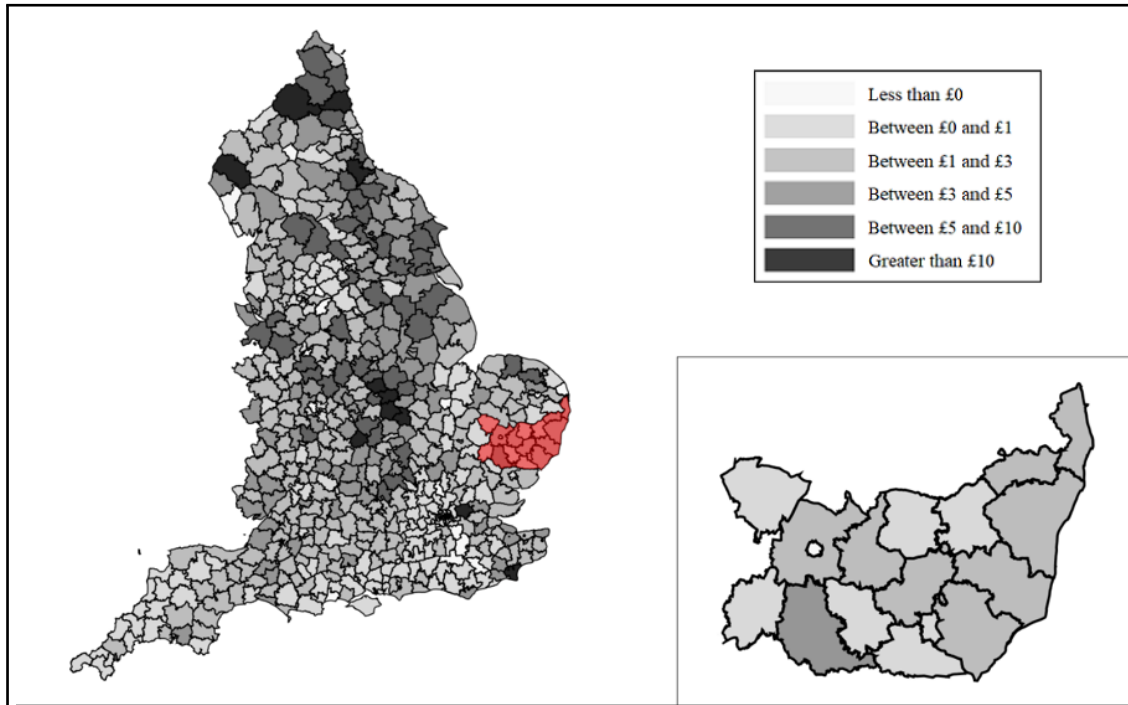 Less than £0
Between £0 and £1
Between £1 and £3
Between £3 and £5
Between £5 and £10
Greater than £10